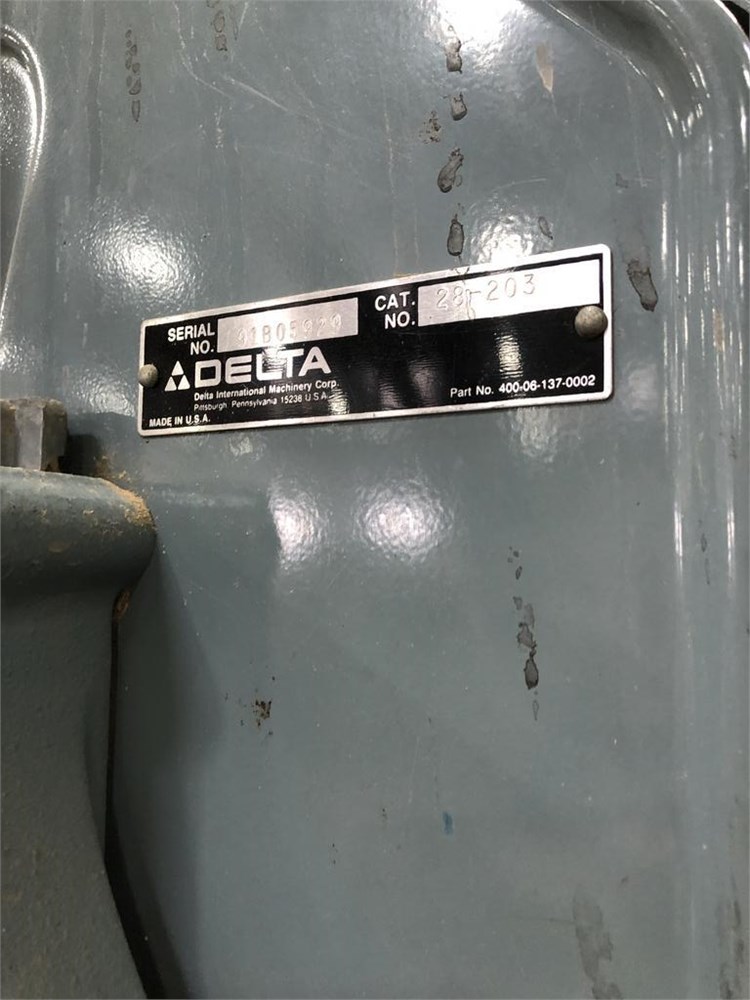 SERIAL NO.
CAT. NO. 28-203
DELTA
Delta International Machinery Corp.
Pittsburgh, Pennsylvania 15238 U.S.A.
MADE IN U.S.A.
Part No. 400-06-137-0002